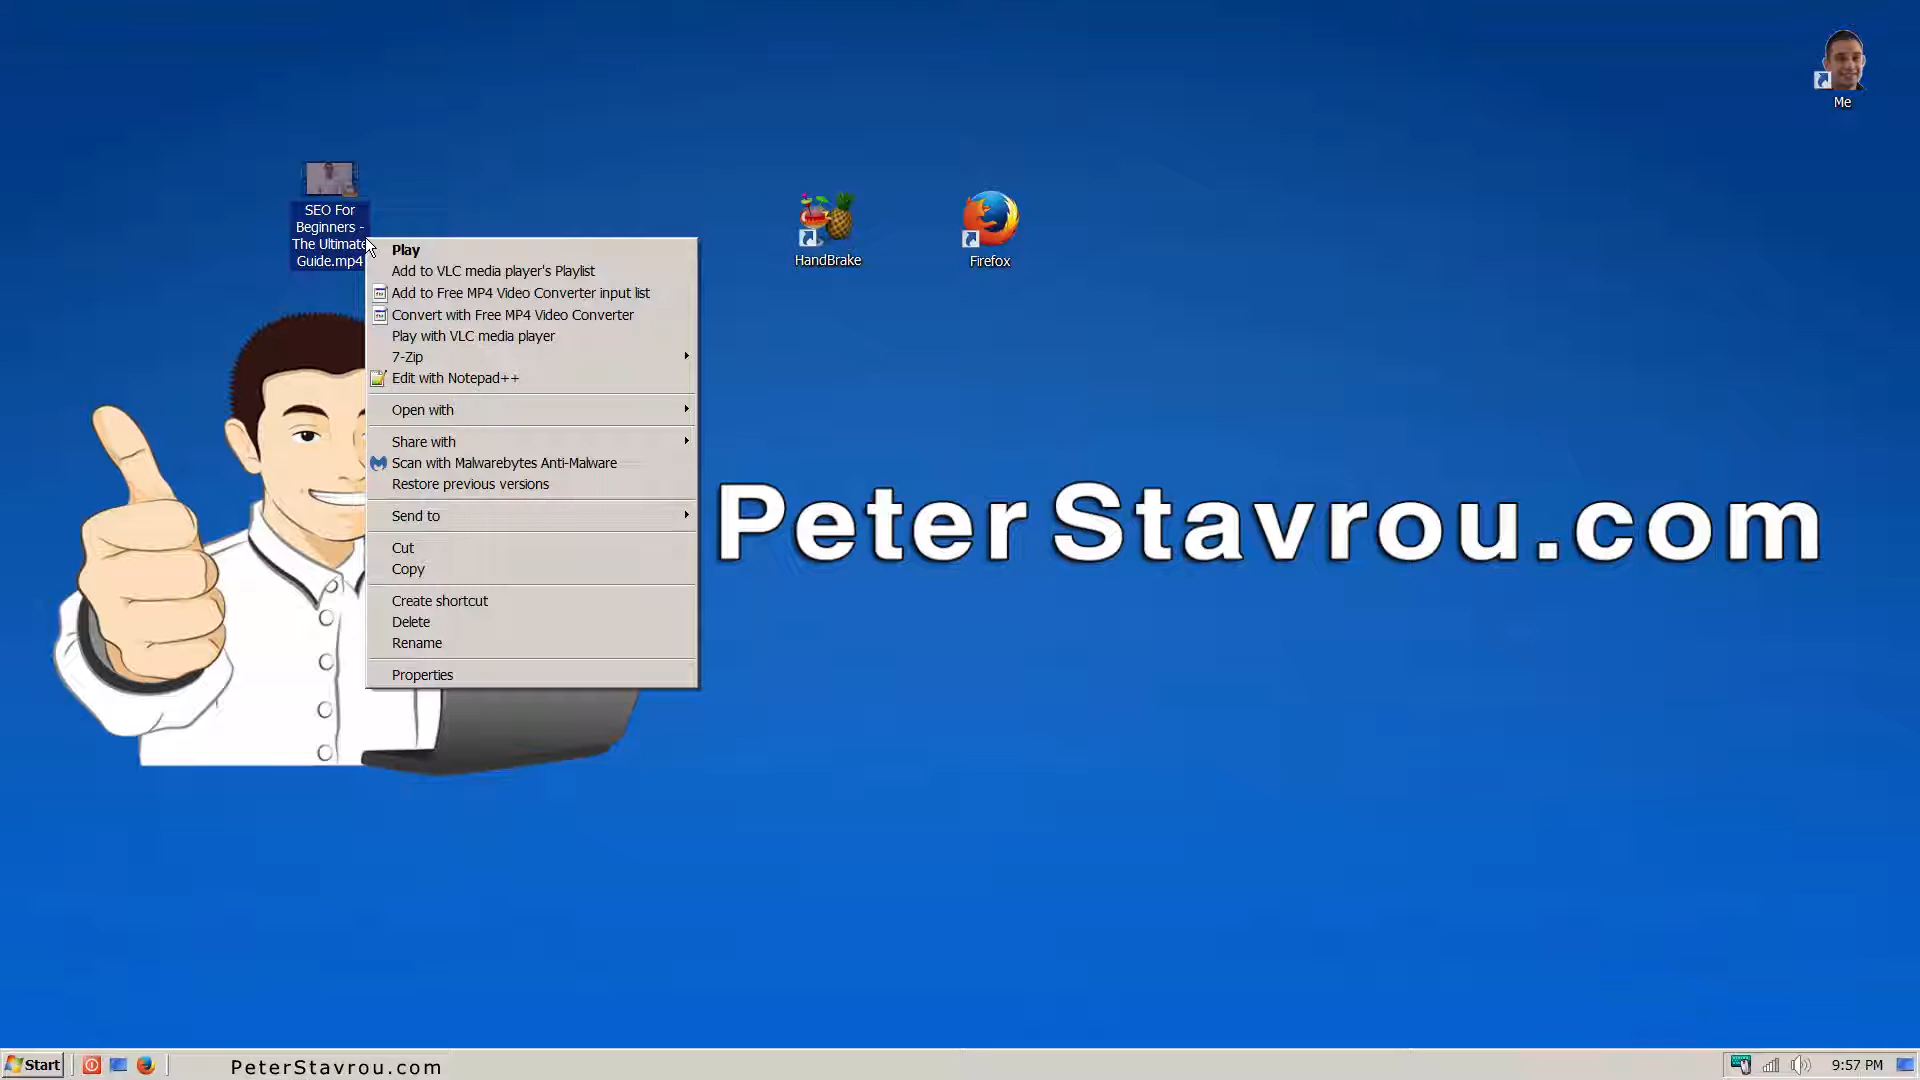 Me
SEO For
Beginners -
The Ultimate
Guide.mp4
HandBrake
Firefox
Play
Add to VLC media player's Playlist
Add to Free MP4 Video Converter input list
Convert with Free MP4 Video Converter
Play with VLC media player
7-Zip
Edit with Notepad++
Open with
Share with
Scan with Malwarebytes Anti-Malware
Restore previous versions
Send to
Cut
Copy
Create shortcut
Delete
Rename
Properties
PeterStavrou.com
Start
PeterStavrou.com
9:57 PM